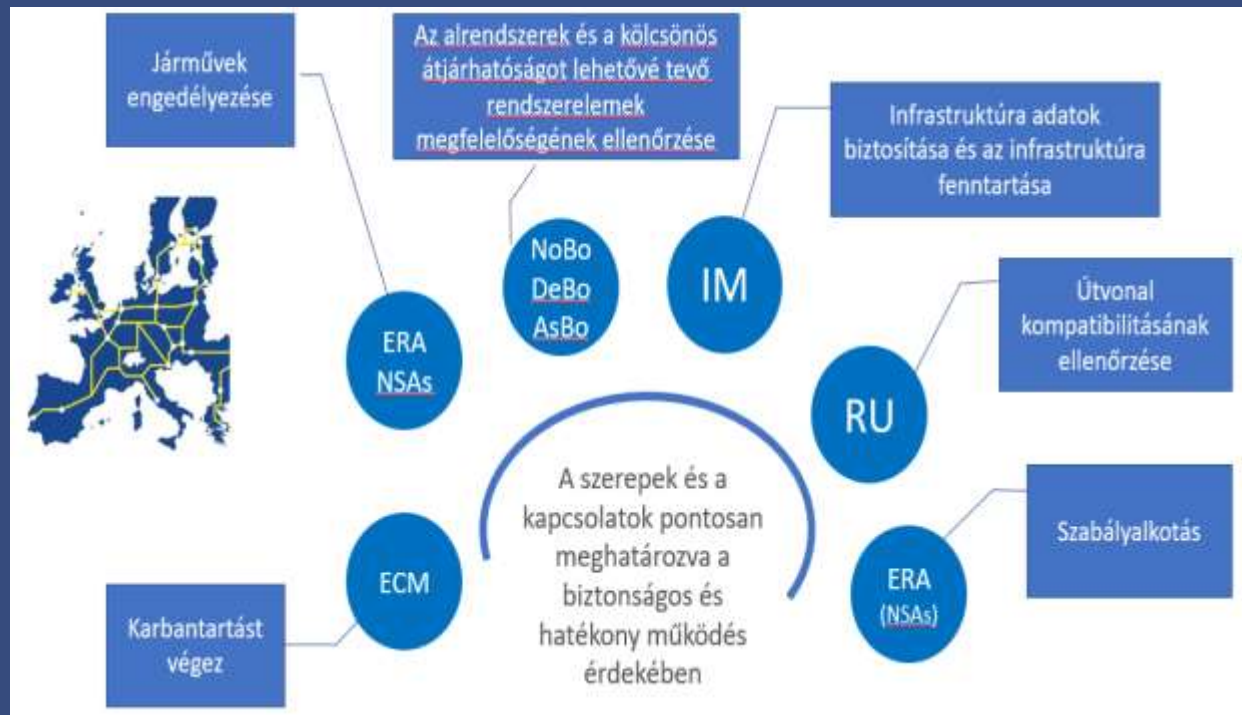 Járművek
engedélyezése
Az alrendszerek és a kölcsönös
átjárhatóságot lehetővé tevő
rendszerelemek
megfelelőségének ellenőrzése
Infrastruktúra adatok
biztosítása és az infrastruktúra
fenntartása
NoBo
DeBo
AsBo
IM
Útvonal
kompatibilitásának
ellenőrzése
ERA
NSAs
RU
A szerepek és a
kapcsolatok pontosan
meghatározva a
biztonságos és
hatékony működés
érdekében
Szabályalkotás
ECM
ERA
(NSAs)
Karbantartást
végez